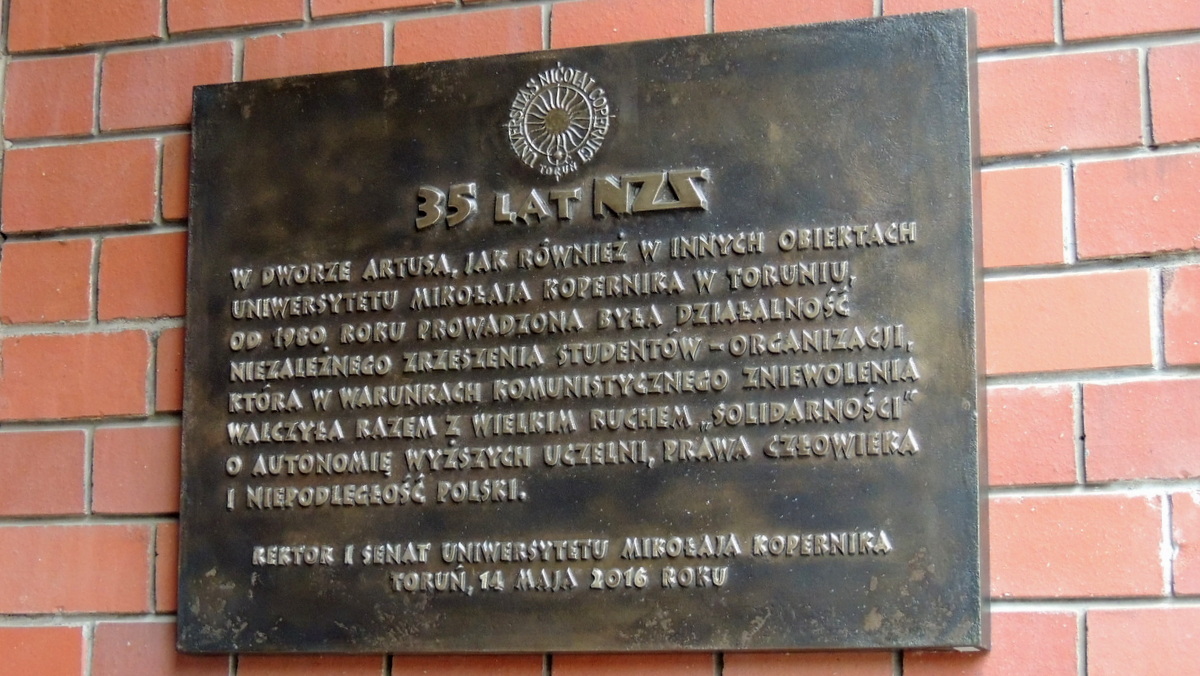 UNIVERSITAS NICOLAI COPERNICI
TORUŃ
35 LAT NZS
W DWORZE ARTUSA, JAK RÓWNIEŻ W INNYCH OBIEKTACH
UNIWERSYTETU MIKOŁAJA KOPERNIKA W TORUNIU,
OD 1980 ROKU PROWADZONA BYŁA DZIAŁALNOŚĆ
NIEZALEŻNEGO ZRZESZENIA STUDENTÓW – ORGANIZACJI,
KTÓRA W WARUNKACH KOMUNISTYCZNEGO ZNIEWOLENIA
WALCZYŁA RAZEM Z WIELKIM RUCHEM „SOLIDARNOŚCI"
O AUTONOMIĘ WYŻSZYCH UCZELNI, PRAWA CZŁOWIEKA
I NIEPODLEGŁOŚĆ POLSKI.
REKTOR I SENAT UNIWERSYTETU MIKOŁAJA KOPERNIKA
TORUŃ, 14 MAJA 2016 ROKU